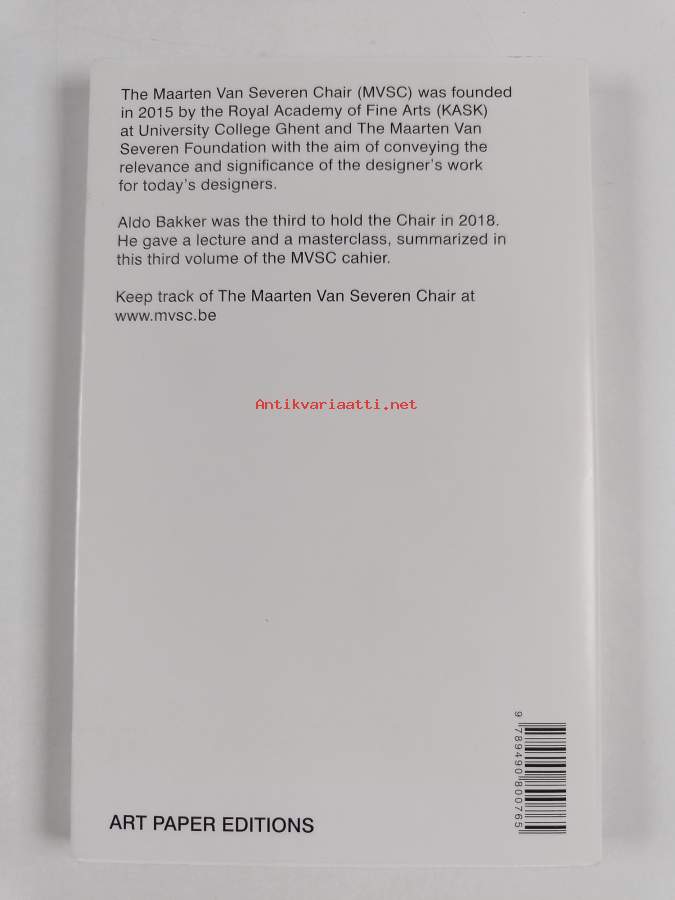 The Maarten Van Severen Chair (MVSC) was founded
in 2015 by the Royal Academy of Fine Arts (KASK)
at University College Ghent and The Maarten Van
Severen Foundation with the aim of conveying the
relevance and significance of the designer's work
for today's designers.
Aldo Bakker was the third to hold the Chair in 2018.
He gave a lecture and a masterclass, summarized in
this third volume of the MVSC cahier.
Keep track of The Maarten Van Severen Chair at
www.mvsc.be
Antikvariaatti.net
9 789490 800765
ART PAPER EDITIONS